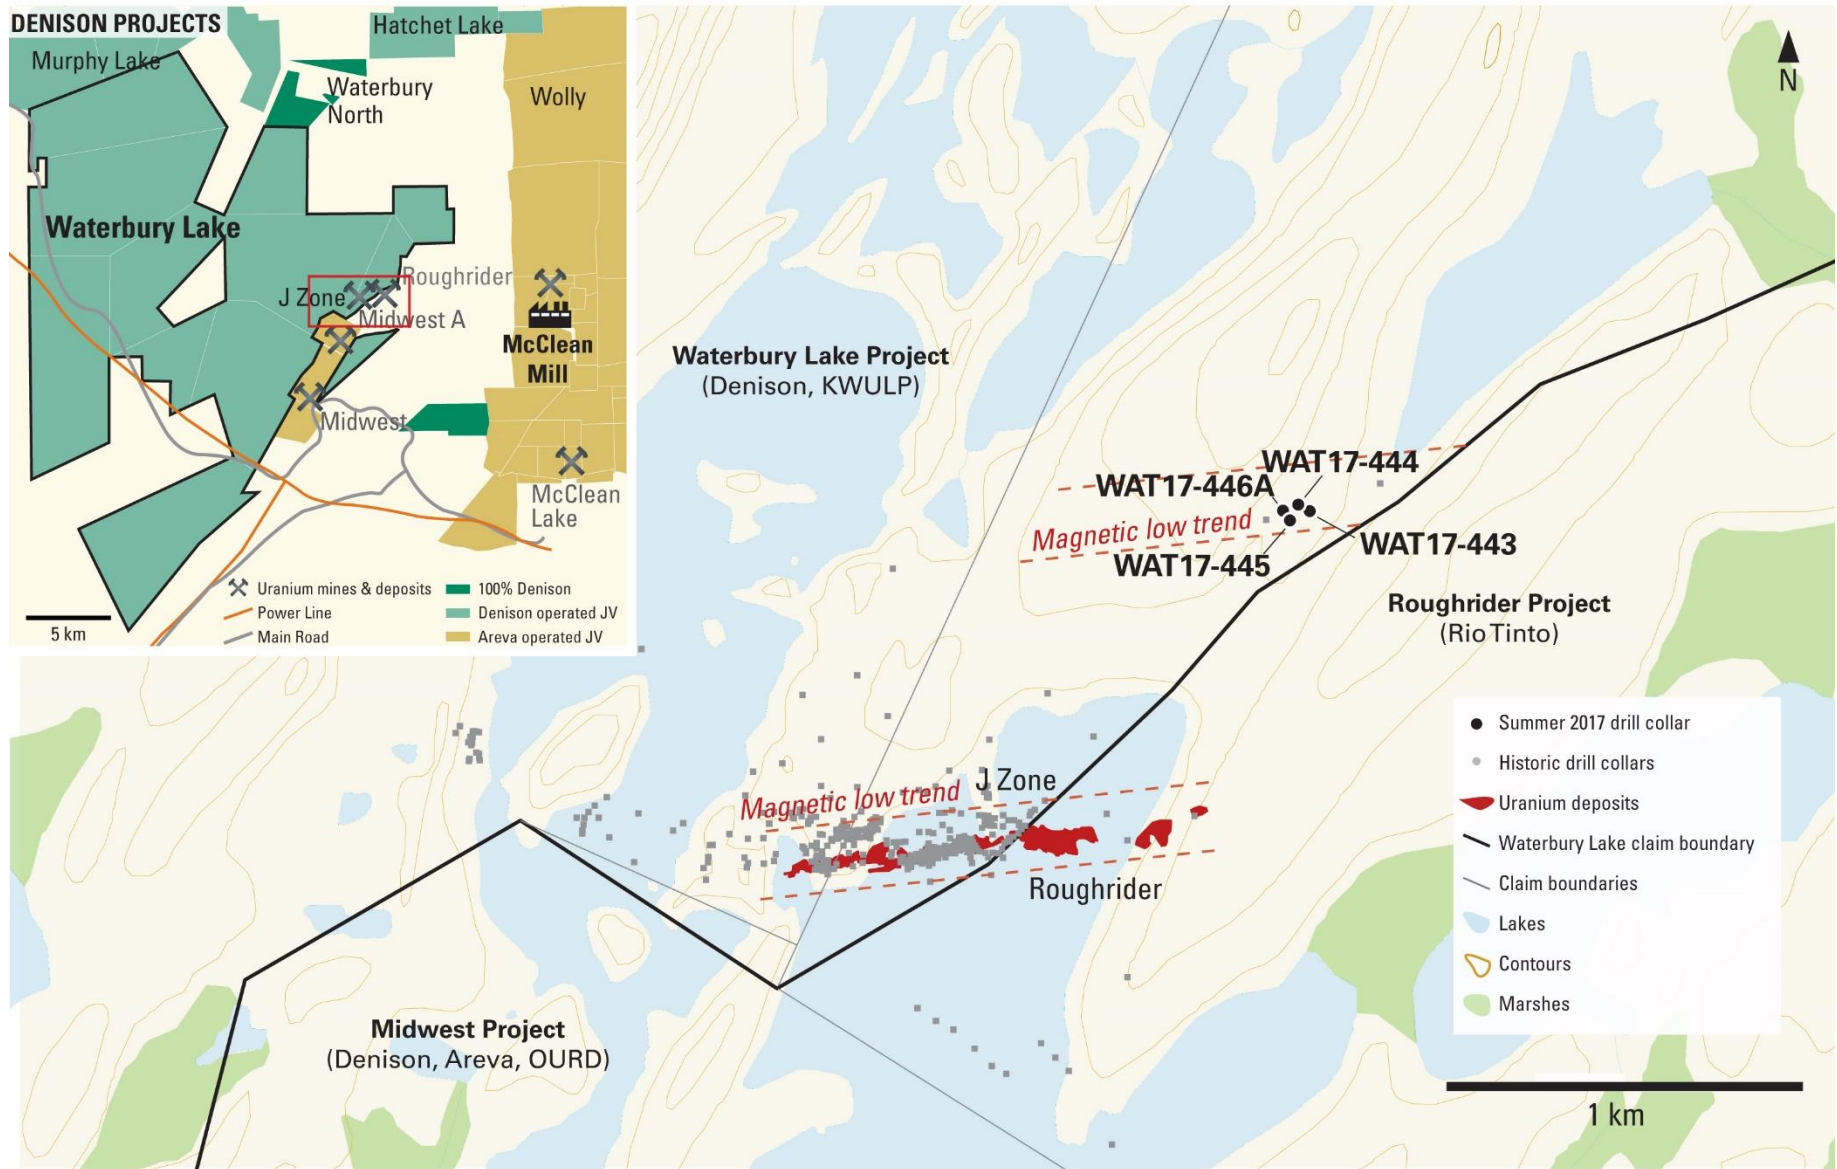 DENISON PROJECTS
Hatchet Lake
Murphy Lake
Waterbury
North
Wolly
Waterbury Lake
Roughrider
J Zone
Midwest A
McClean
Mill
Midwest
McClean
Lake
Uranium mines & deposits
Power Line
Main Road
100% Denison
Denison operated JV
Areva operated JV
5 km
N
Waterbury Lake Project
(Denison, KWULP)
WAT17-444
WAT17-446A
Magnetic low trend
WAT17-443
WAT17-445
Roughrider Project
(Rio Tinto)
J Zone
Magnetic low trend
Roughrider
Midwest Project
(Denison, Areva, OURD)
Summer 2017 drill collar
Historic drill collars
Uranium deposits
Waterbury Lake claim boundary
Claim boundaries
Lakes
Contours
Marshes
1 km